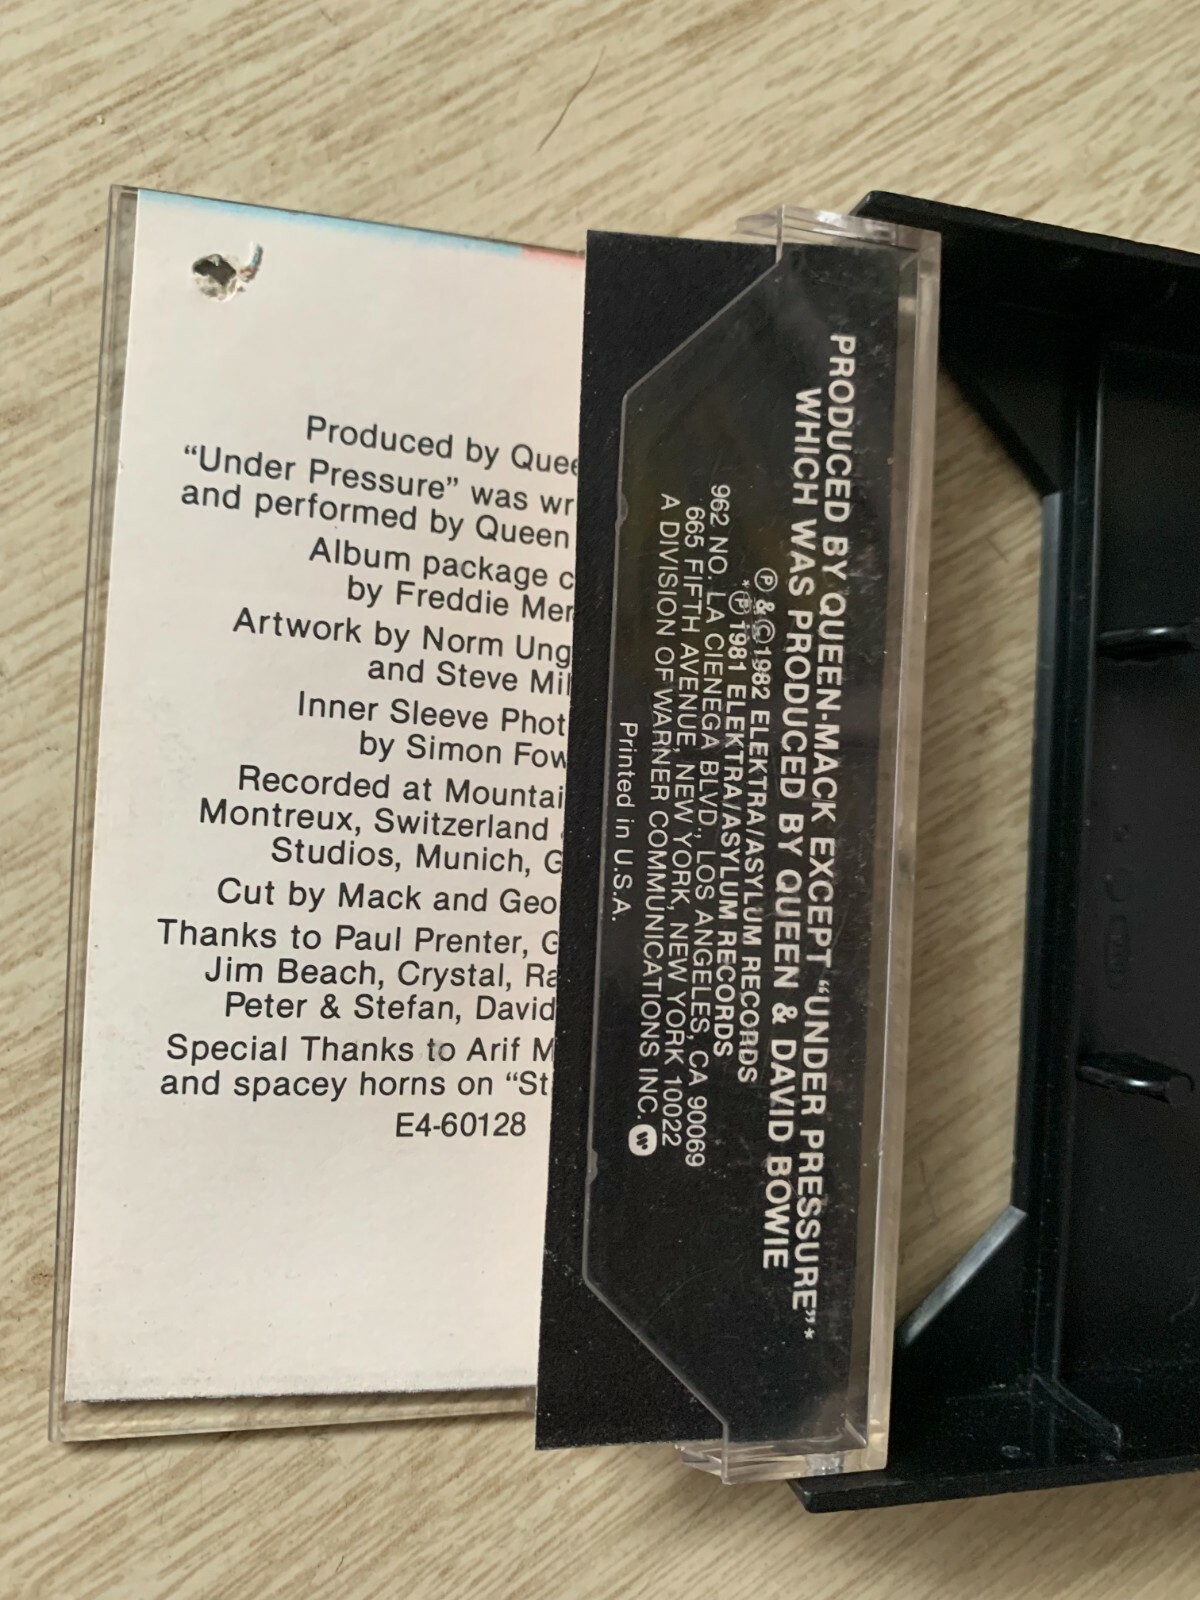 Produced by Quee
“Under Pressure” was wr
and performed by Queen
Album package c
by Freddie Mer
Artwork by Norm Ung
and Steve Mil
Inner Sleeve Phot
by Simon Fow
Recorded at Mountai
Montreux, Switzerland
Studios, Munich, G
Cut by Mack and Geo
Thanks to Paul Prenter, G
Jim Beach, Crystal, Ra
Peter & Stefan, David
Special Thanks to Arif M
and spacey horns on “St
E4-60128
PRODUCED BY QUEEN-MACK EXCEPT “UNDER PRESSURE”*
WHICH WAS PRODUCED BY QUEEN & DAVID BOWIE
Ⓟ & ©1982 ELEKTRA/ASYLUM RECORDS
*Ⓟ 1981 ELEKTRA/ASYLUM RECORDS
962 NO. LA CIENEGA BLVD., LOS ANGELES, CA 90069
665 FIFTH AVENUE, NEW YORK, NEW YORK 10022
A DIVISION OF WARNER COMMUNICATIONS INC.
Printed in U.S.A.